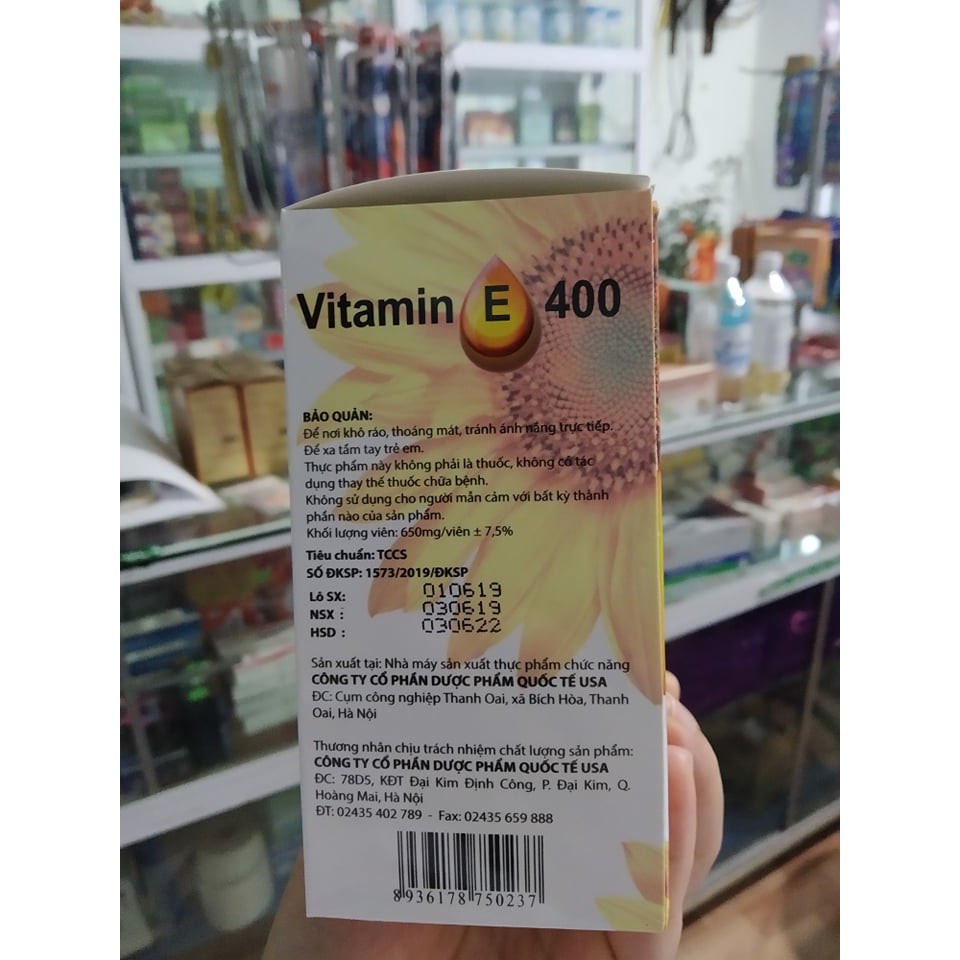 Vitamin E 400
BẢO QUẢN:
Để nơi khô ráo, thoáng mát, tránh ánh nắng trực tiếp.
Để xa tầm tay trẻ em.
Thực phẩm này không phải là thuốc, không có tác
dụng thay thế thuốc chữa bệnh.
Không sử dụng cho người mẫn cảm với bất kỳ thành
phần nào của sản phẩm.
Khối lượng viên: 650mg/viên ± 7,5%
Tiêu chuẩn: TCCS
SỐ ĐKSP: 1573/2019/ĐKSP
Lô SX: 010619
NSX : 030619
HSD : 030622
Sản xuất tại: Nhà máy sản xuất thực phẩm chức năng
CÔNG TY CỔ PHẦN DƯỢC PHẨM QUỐC TẾ USA
ĐC: Cụm công nghiệp Thanh Oai, xã Bích Hòa, Thanh
Oai, Hà Nội
Thương nhân chịu trách nhiệm chất lượng sản phẩm:
CÔNG TY CỔ PHẦN DƯỢC PHẨM QUỐC TẾ USA
ĐC: 78D5, KĐT Đại Kim Định Công, P. Đại Kim, Q.
Hoàng Mai, Hà Nội
ĐT: 02435 402 789 - Fax: 02435 659 888
8936178750237